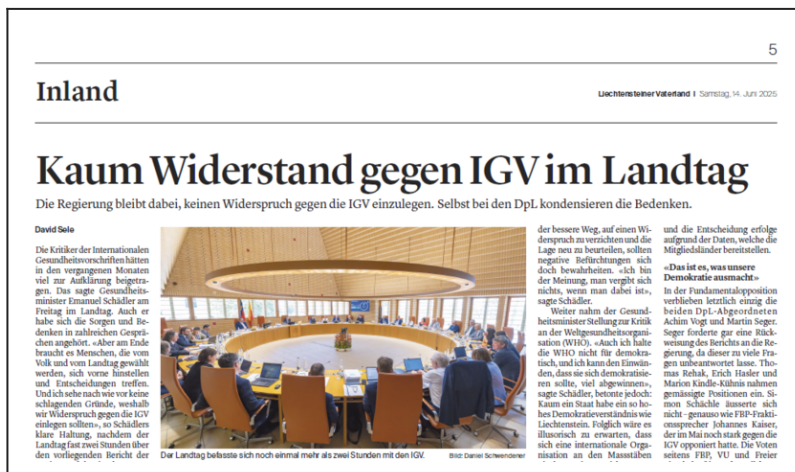 5
Inland
Liechtensteiner Vaterland I Samstag, 14. Juni 2025
Kaum Widerstand gegen IGV im Landtag
Die Regierung bleibt dabei, keinen Widerspruch gegen die IGV einzulegen. Selbst bei den DpL kondensieren die Bedenken.
David Sele
Die Kritiker der Internationalen
Gesundheitsvorschriften hätten
in den vergangenen Monaten
viel zur Aufklärung beigetra-
gen. Das sagte Gesundheits-
minister Emanuel Schädler am
Freitag im Landtag. Auch er
habe sich die Sorgen und Be-
denken in zahlreichen Gesprä-
chen angehört. «Aber am Ende
braucht es Menschen, die vom
Volk und vom Landtag gewählt
werden, sich vorne hinstellen
und Entscheidungen treffen.
Und ich sehe nach wie vor keine
schlagenden Gründe, weshalb
wir Widerspruch gegen die IGV
einlegen sollten», so Schädlers
klare Haltung, nachdem der
Landtag fast zwei Stunden über
den vorliegenden Bericht der
Der Landtag befasste sich noch einmal mehr als zwei Stunden mit den IGV.
Bild: Daniel Schwendener
der bessere Weg, auf einen Wi-
derspruch zu verzichten und die
Lage neu zu beurteilen, sollten
negative Befürchtungen sich
doch bewahrheiten. «Ich bin
der Meinung, man vergibt sich
nichts, wenn man dabei ist»,
sagte Schädler.
Weiter nahm der Gesund-
heitsminister Stellung zur Kritik
an der Weltgesundheitsorgani-
sation (WHO). «Auch ich halte
die WHO nicht für demokra-
tisch, und ich kann den Einwän-
den, dass sie sich demokratisie-
ren sollte, viel abgewinnen»,
sagte Schädler, betonte jedoch:
Kaum ein Staat habe ein so ho-
hes Demokratieverständnis wie
Liechtenstein. Folglich wäre es
illusorisch zu erwarten, dass
sich eine internationale Orga-
nisation an den Massstäben
und die Entscheidung erfolge
aufgrund der Daten, welche die
Mitgliedsländer bereitstellen.
«Das ist es, was unsere
Demokratie ausmacht»
In der Fundamentalopposition
verblieben letztlich einzig die
beiden DpL-Abgeordneten
Achim Vogt und Martin Seger.
Seger forderte gar eine Rück-
weisung des Berichts an die Re-
gierung, da dieser zu viele Fra-
gen unbeantwortet lasse. Tho-
mas Rehak, Erich Hasler und
Marion Kindle-Kühnis nahmen
gemässigte Positionen ein. Si-
mon Schächle äusserte sich
nicht – genauso wie FBP-Frakti-
onssprecher Johannes Kaiser,
der im Mai noch stark gegen die
IGV opponiert hatte. Die Voten
seitens FBP, VU und Freier